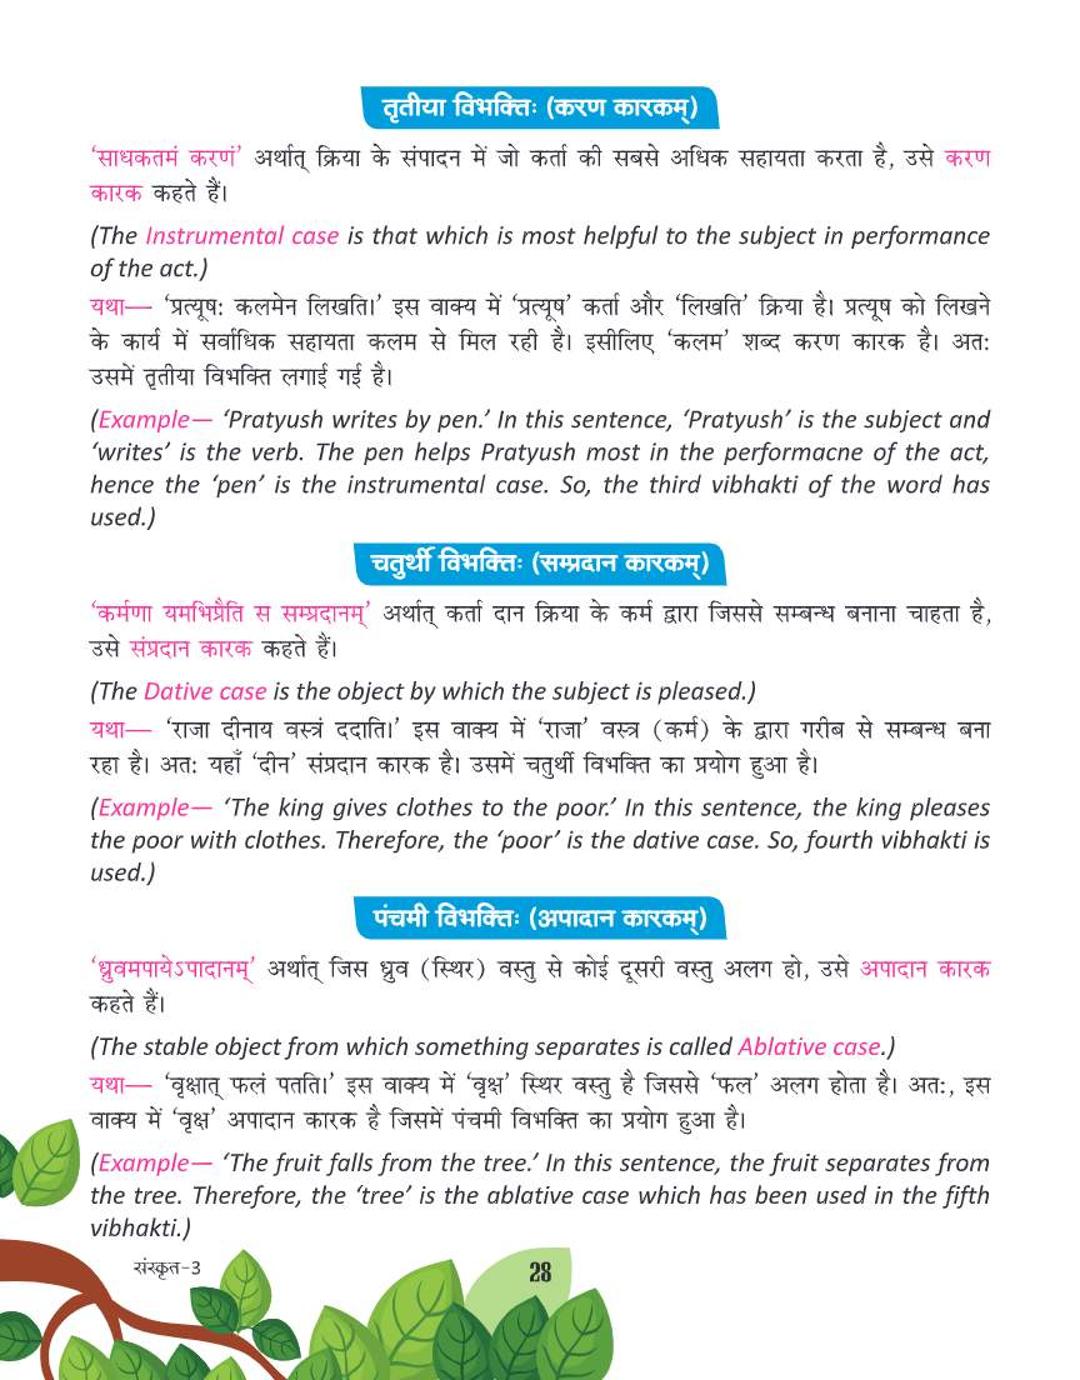 तृतीया विभक्तिः (करण कारकम्)
‘साधकतमं करणं’ अर्थात् क्रिया के संपादन में जो कर्ता की सबसे अधिक सहायता करता है, उसे करण
कारक कहते हैं।
(The Instrumental case is that which is most helpful to the subject in performance
of the act.)
यथा— ‘प्रत्यूष: कलमेन लिखति।’ इस वाक्य में ‘प्रत्यूष’ कर्ता और ‘लिखति’ क्रिया है। प्रत्यूष को लिखने
के कार्य में सर्वाधिक सहायता कलम से मिल रही है। इसीलिए ‘कलम’ शब्द करण कारक है। अत:
उसमें तृतीया विभक्ति लगाई गई है।
(Example— ‘Pratyush writes by pen.’ In this sentence, ‘Pratyush’ is the subject and
‘writes’ is the verb. The pen helps Pratyush most in the performacne of the act,
hence the ‘pen’ is the instrumental case. So, the third vibhakti of the word has
used.)
चतुर्थी विभक्तिः (सम्प्रदान कारकम्)
‘कर्मणा यमभिप्रैति स सम्प्रदानम्’ अर्थात् कर्ता दान क्रिया के कर्म द्वारा जिससे सम्बन्ध बनाना चाहता है,
उसे संप्रदान कारक कहते हैं।
(The Dative case is the object by which the subject is pleased.)
यथा— ‘राजा दीनाय वस्त्रं ददाति।’ इस वाक्य में ‘राजा’ वस्त्र (कर्म) के द्वारा गरीब से सम्बन्ध बना
रहा है। अत: यहाँ ‘दीन’ संप्रदान कारक है। उसमें चतुर्थी विभक्ति का प्रयोग हुआ है।
(Example— ‘The king gives clothes to the poor.’ In this sentence, the king pleases
the poor with clothes. Therefore, the ‘poor’ is the dative case. So, fourth vibhakti is
used.)
पंचमी विभक्तिः (अपादान कारकम्)
‘ध्रुवमपायेऽपादानम्’ अर्थात् जिस ध्रुव (स्थिर) वस्तु से कोई दूसरी वस्तु अलग हो, उसे अपादान कारक
कहते हैं।
(The stable object from which something separates is called Ablative case.)
यथा— ‘वृक्षात् फलं पतति।’ इस वाक्य में ‘वृक्ष’ स्थिर वस्तु है जिससे ‘फल’ अलग होता है। अत:, इस
वाक्य में ‘वृक्ष’ अपादान कारक है जिसमें पंचमी विभक्ति का प्रयोग हुआ है।
(Example— ‘The fruit falls from the tree.’ In this sentence, the fruit separates from
the tree. Therefore, the ‘tree’ is the ablative case which has been used in the fifth
vibhakti.)
संस्कृत-3
28